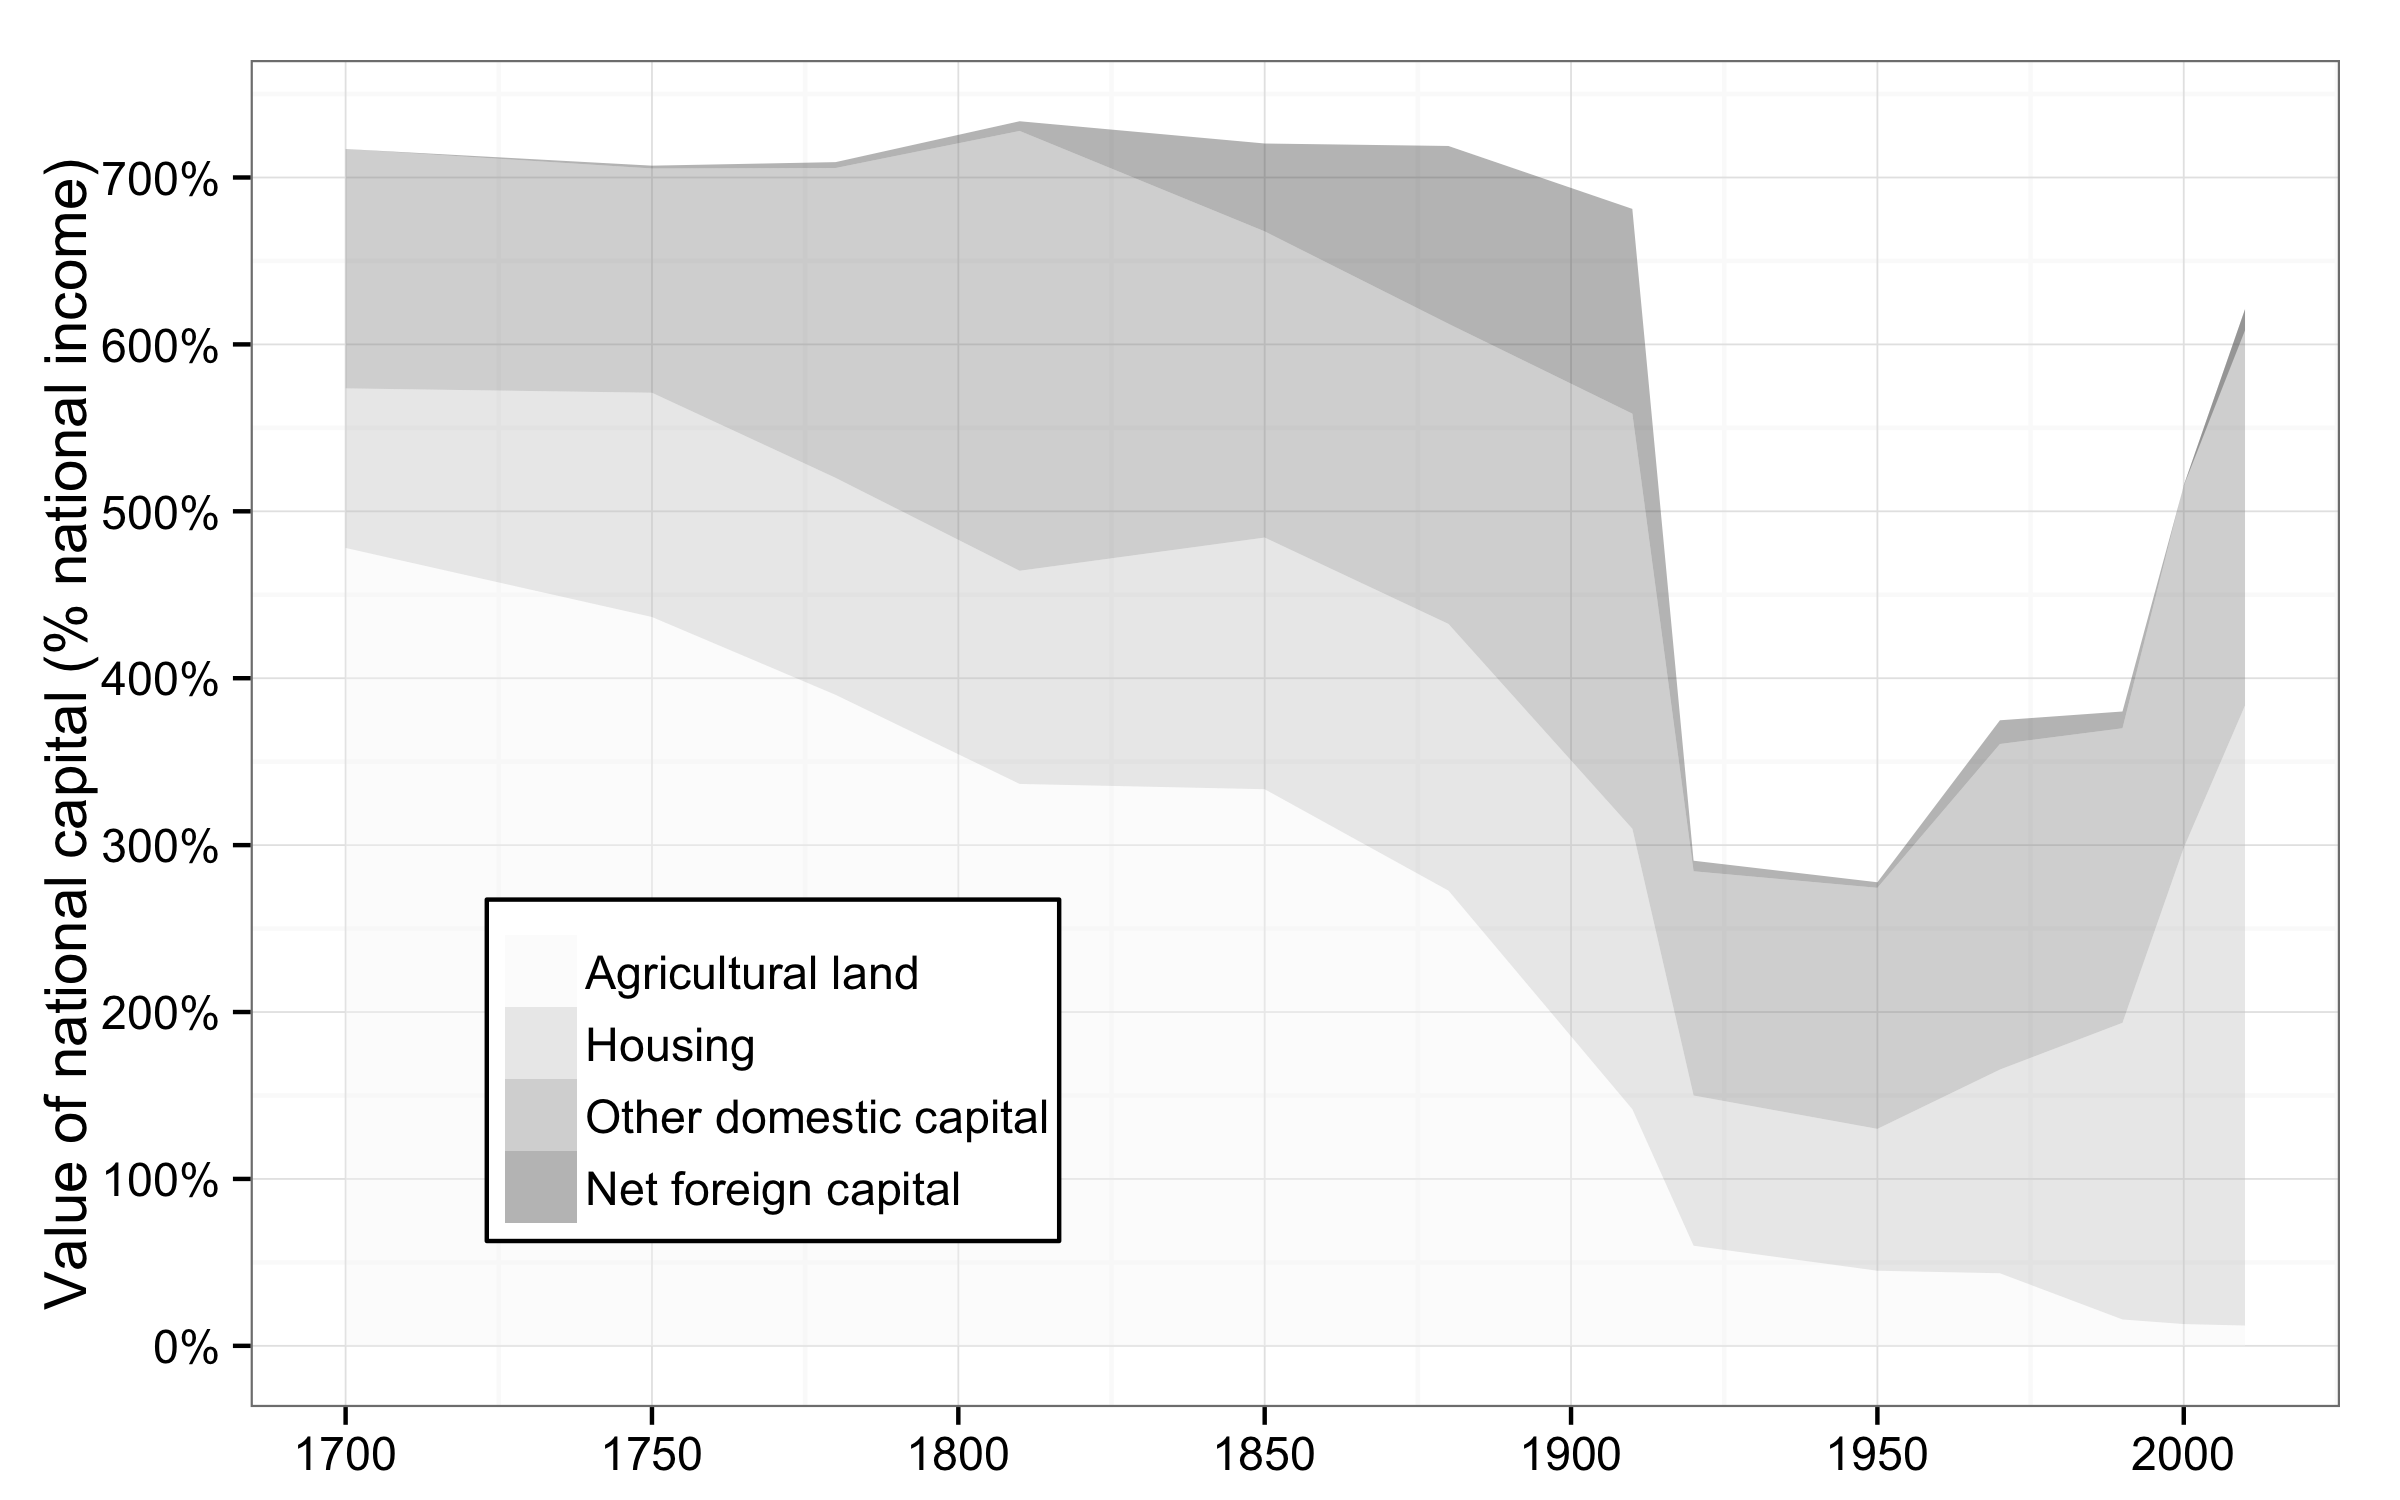 Value of national capital (% national income)
700%
600%
500%
400%
300%
200%
100%
0%
Agricultural land
Housing
Other domestic capital
Net foreign capital
1700 1750 1800 1850 1900 1950 2000